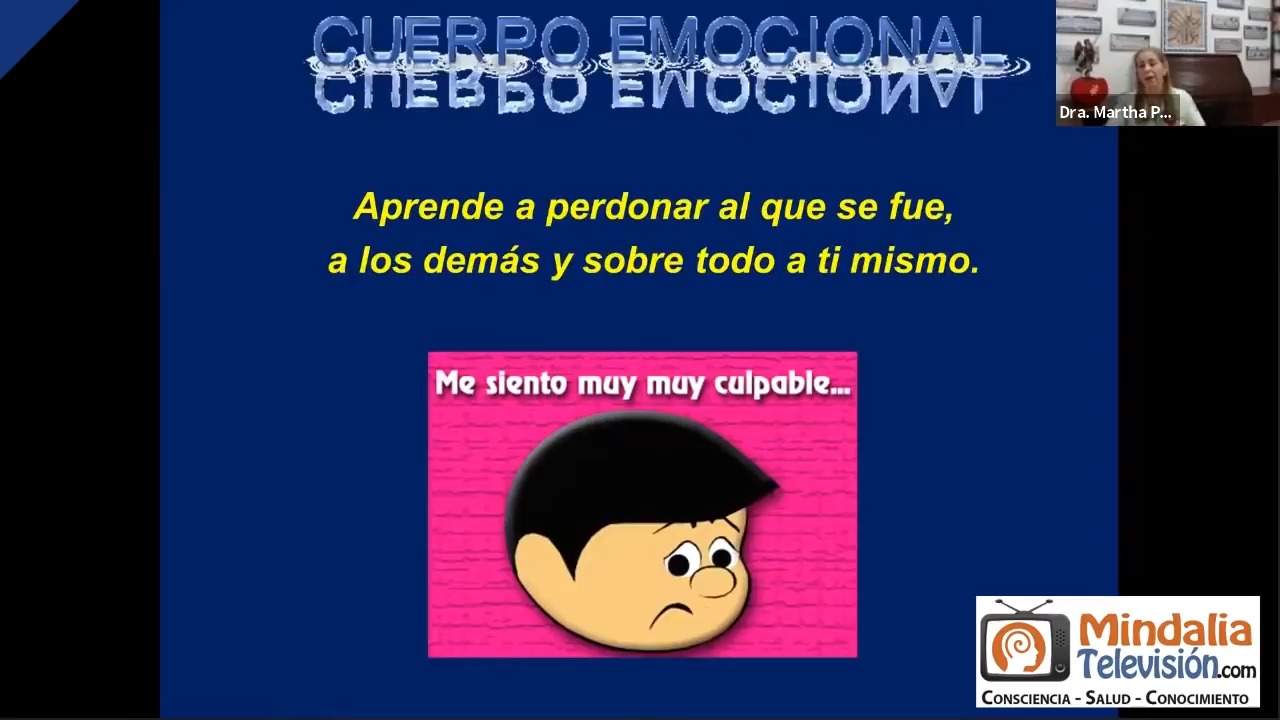 CUERPO EMOCIONAL
Dra. Martha P...
Aprende a perdonar al que se fue,
a los demás y sobre todo a ti mismo.
Me siento muy muy culpable...
Mindalia
Televisión.com
CONSCIENCIA - SALUD - CONOCIMIENTO